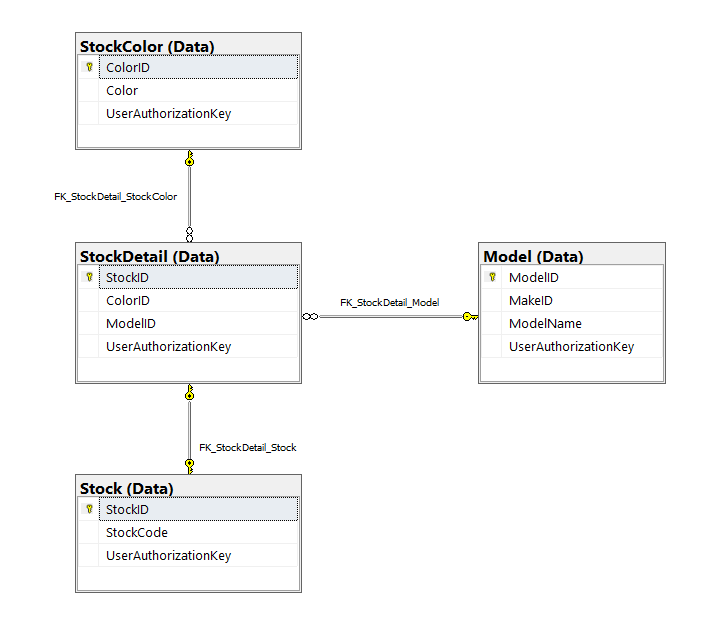 StockColor (Data)
ColorID
Color
UserAuthorizationKey
FK_StockDetail_StockColor
StockDetail (Data)
StockID
ColorID
ModelID
UserAuthorizationKey
FK_StockDetail_Model
Model (Data)
ModelID
MakeID
ModelName
UserAuthorizationKey
FK_StockDetail_Stock
Stock (Data)
StockID
StockCode
UserAuthorizationKey